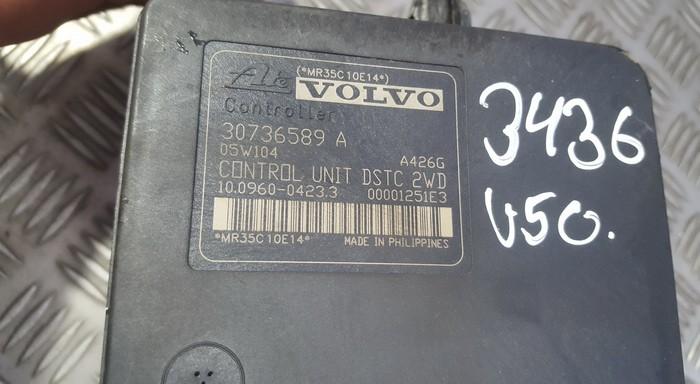 Ate (*MR35C10E14*)
VOLVO
Controller
30736589 A
05W104 A426G
CONTROL UNIT DSTC 2WD
10.0960-0423.3 00001251E3
*MR35C10E14* MADE IN PHILIPPINES
3436
V50.